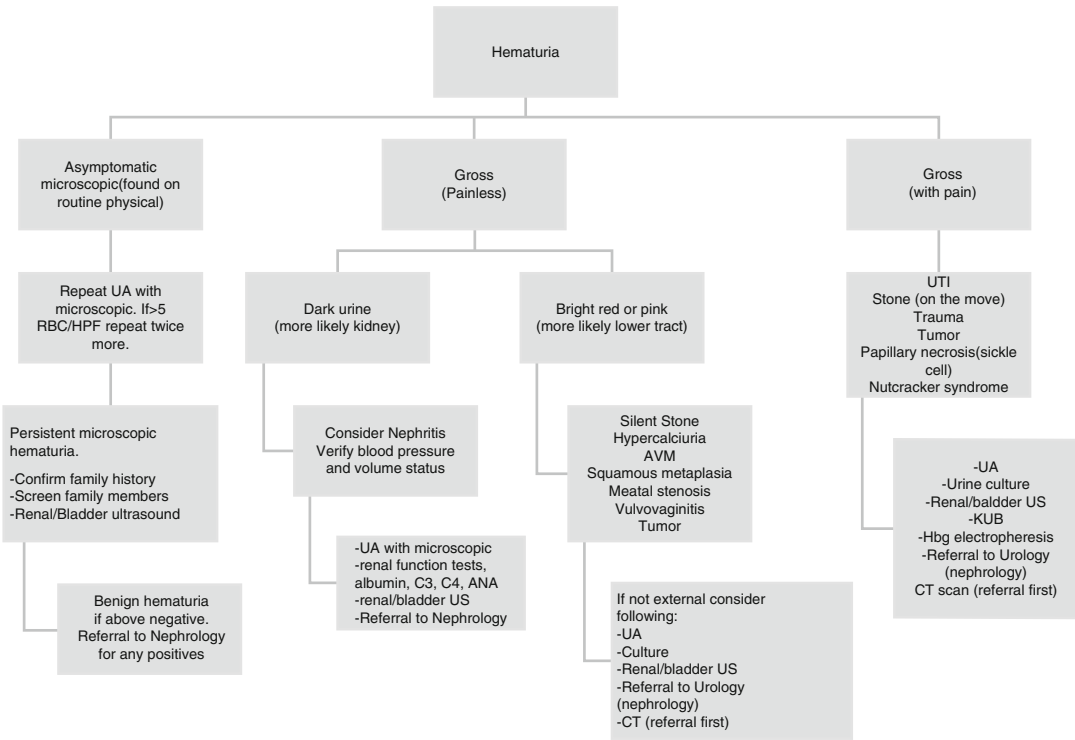 Hematuria
Asymptomatic
microscopic(found on
routine physical)
Repeat UA with
microscopic. If>5
RBC/HPF repeat twice
more.
Persistent microscopic
hematuria.
-Confirm family history
-Screen family members
-Renal/Bladder ultrasound
Benign hematuria
if above negative.
Referral to Nephrology
for any positives
Gross
(Painless)
Dark urine
(more likely kidney)
Consider Nephritis
Verify blood pressure
and volume status
-UA with microscopic
-renal function tests,
albumin, C3, C4, ANA
-renal/bladder US
-Referral to Nephrology
Bright red or pink
(more likely lower tract)
Silent Stone
Hypercalciuria
AVM
Squamous metaplasia
Meatal stenosis
Vulvovaginitis
Tumor
If not external consider
following:
-UA
-Culture
-Renal/bladder US
-Referral to Urology
(nephrology)
-CT (referral first)
Gross
(with pain)
UTI
Stone (on the move)
Trauma
Tumor
Papillary necrosis(sickle
cell)
Nutcracker syndrome
-UA
-Urine culture
-Renal/baldder US
-KUB
-Hbg electropheresis
-Referral to Urology
(nephrology)
CT scan (referral first)